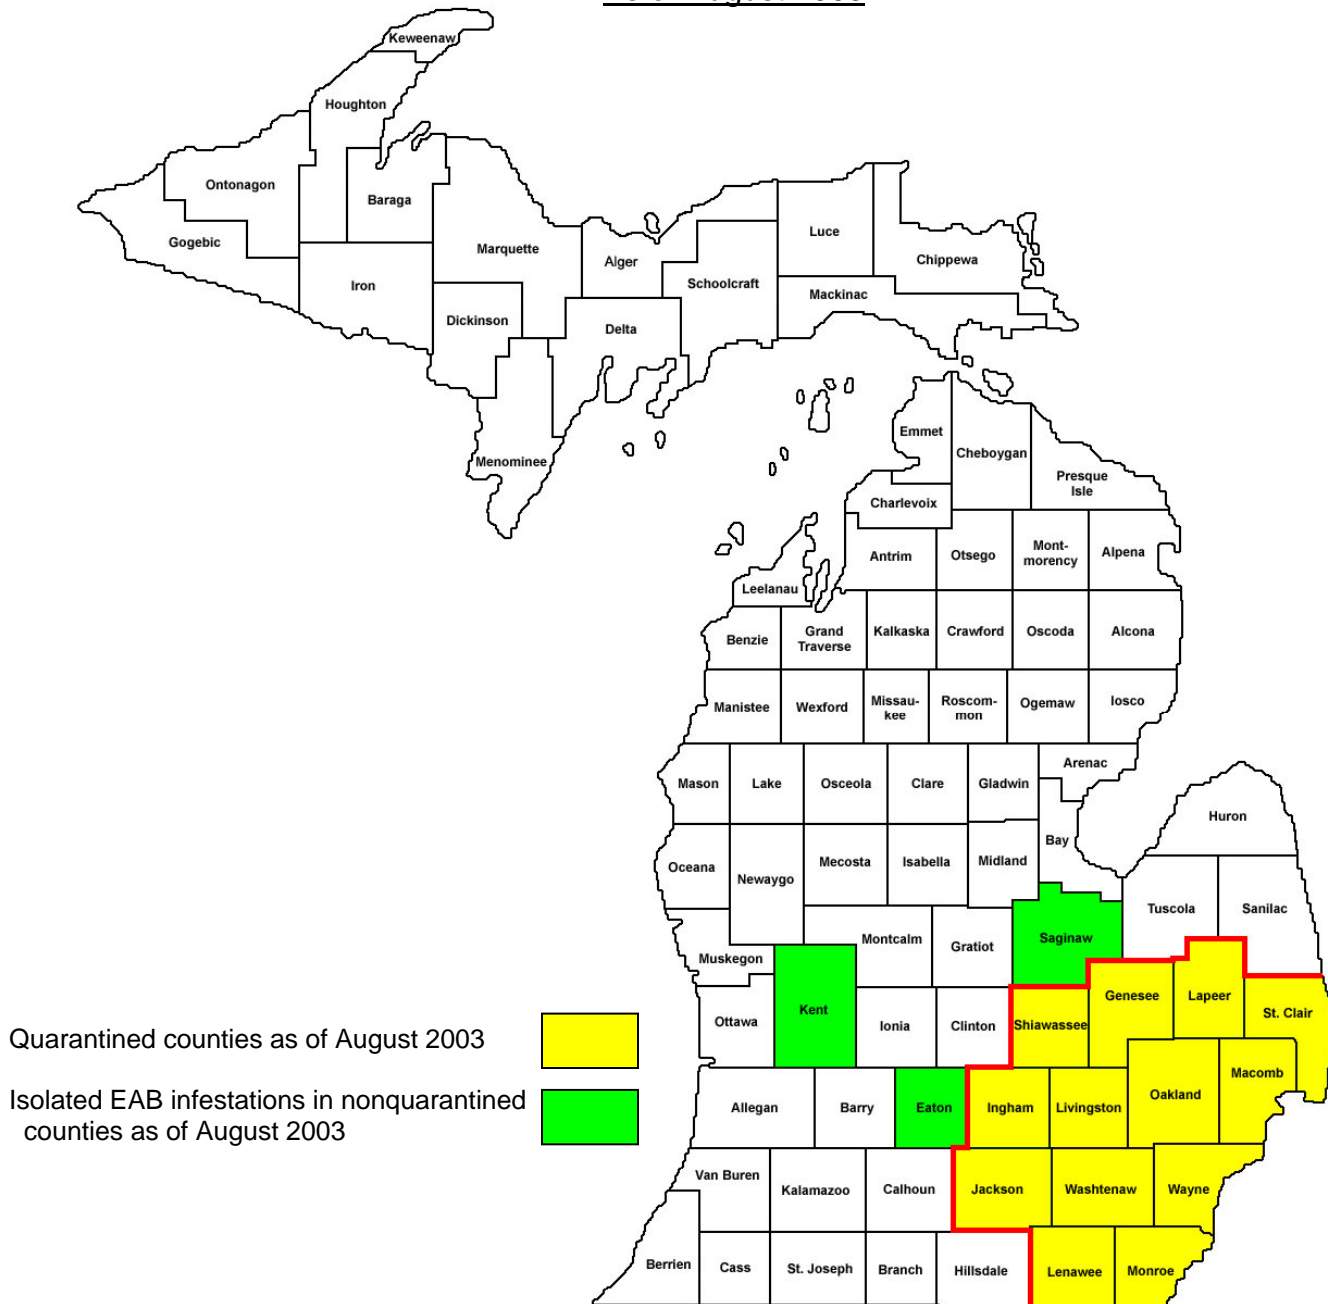 Keweenaw
Houghton
Ontonagon
Baraga
Gogebic
Marquette
Alger
Luce
Chippewa
Iron
Schoolcraft
Mackinac
Dickinson
Delta
Menominee
Emmet
Cheboygan
Presque
Isle
Charlevoix
Antrim
Otsego
Mont-
morency
Alpena
Leelanau
Benzie
Grand
Traverse
Kalkaska
Crawford
Oscoda
Alcona
Manistee
Wexford
Missau-
kee
Roscom-
mon
Ogemaw
Iosco
Arenac
Mason
Lake
Osceola
Clare
Gladwin
Huron
Bay
Oceana
Newaygo
Mecosta
Isabella
Midland
Tuscola
Sanilac
Montcalm
Gratiot
Saginaw
Muskegon
Genesee
Lapeer
Kent
Ottawa
Ionia
Clinton
Shiawassee
St. Clair
Quarantined counties as of August 2003
Macomb
Oakland
Isolated EAB infestations in nonquarantined
counties as of August 2003
Allegan
Barry
Eaton
Ingham
Livingston
Van Buren
Kalamazoo
Calhoun
Jackson
Washtenaw
Wayne
Berrien
Cass
St. Joseph
Branch
Hillsdale
Lenawee
Monroe